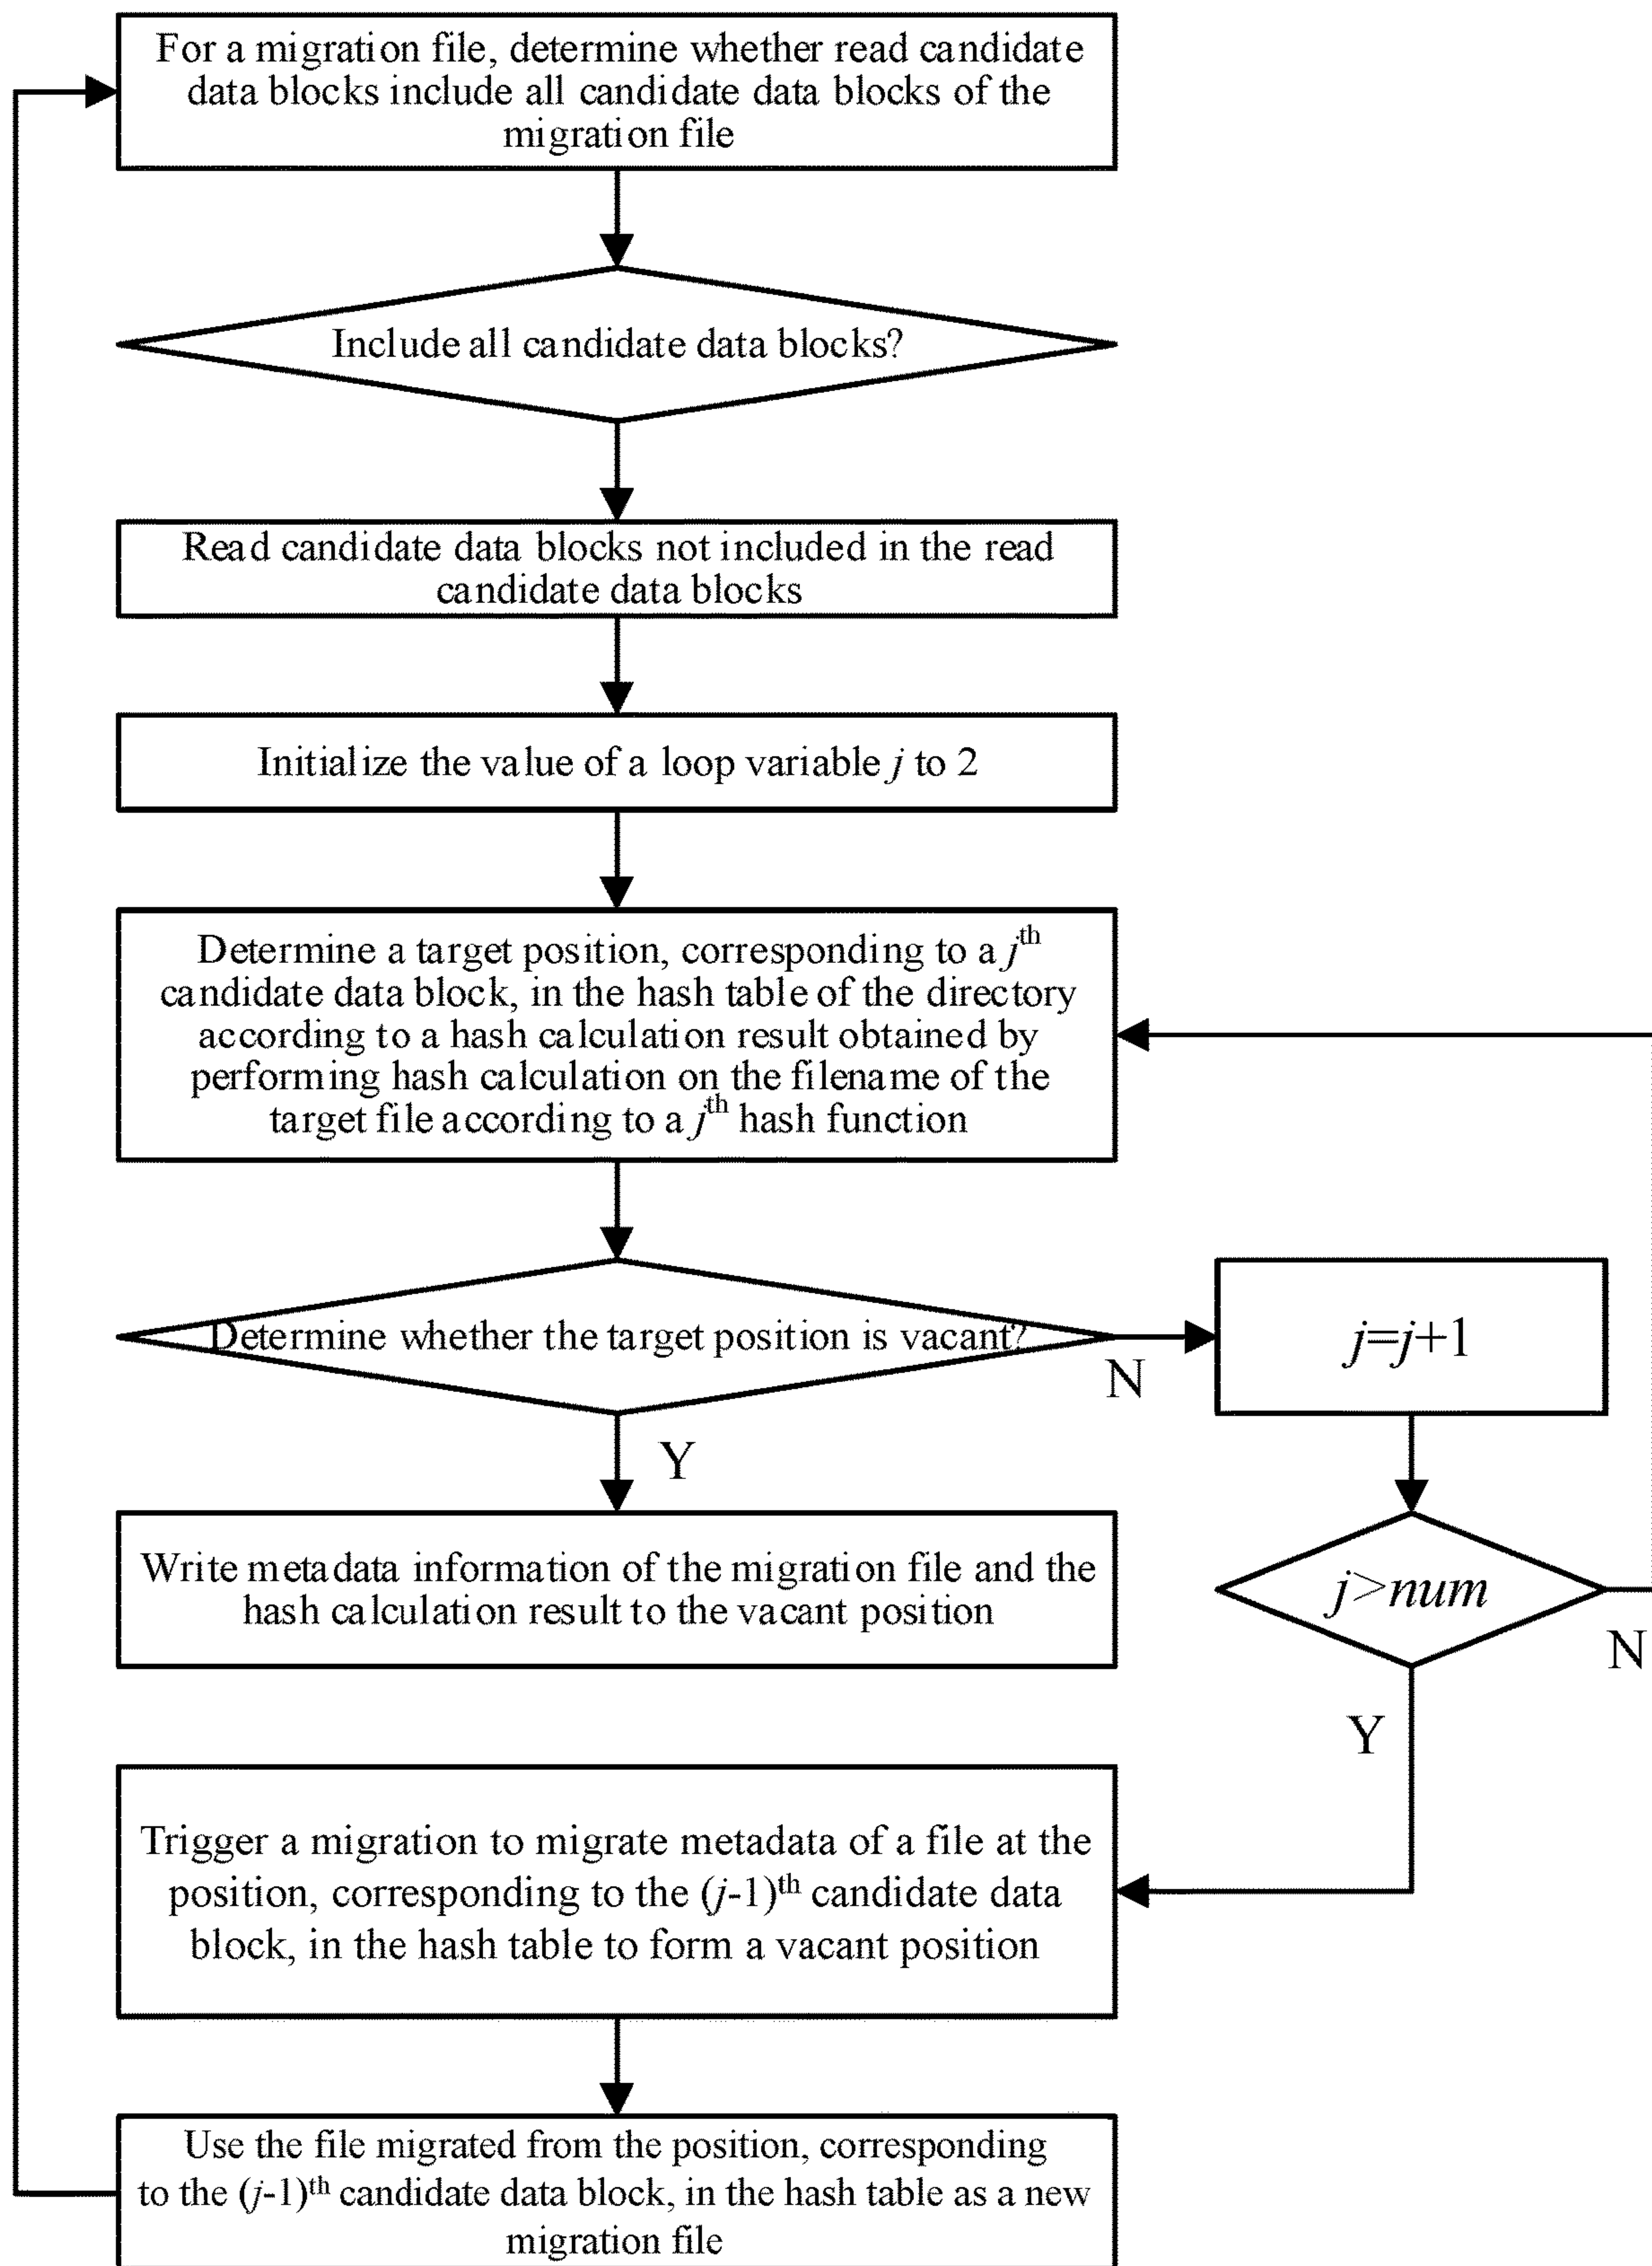 For a migration file, determine whether read candidate
data blocks include all candidate data blocks of the
migration file
Include all candidate data blocks?
Read candidate data blocks not included in the read
candidate data blocks
Initialize the value of a loop variable j to 2
Determine a target position, corresponding to a jth
candidate data block, in the hash table of the directory
according to a hash calculation result obtained by
performing hash calculation on the filename of the
target file according to a jth hash function
Determine whether the target position is vacant?
N
j=j+1
Y
Write metadata information of the migration file and the
hash calculation result to the vacant position
j>num
N
Y
Trigger a migration to migrate metadata of a file at the
position, corresponding to the (j-1)th candidate data
block, in the hash table to form a vacant position
Use the file migrated from the position, corresponding
to the (j-1)th candidate data block, in the hash table as a new
migration file